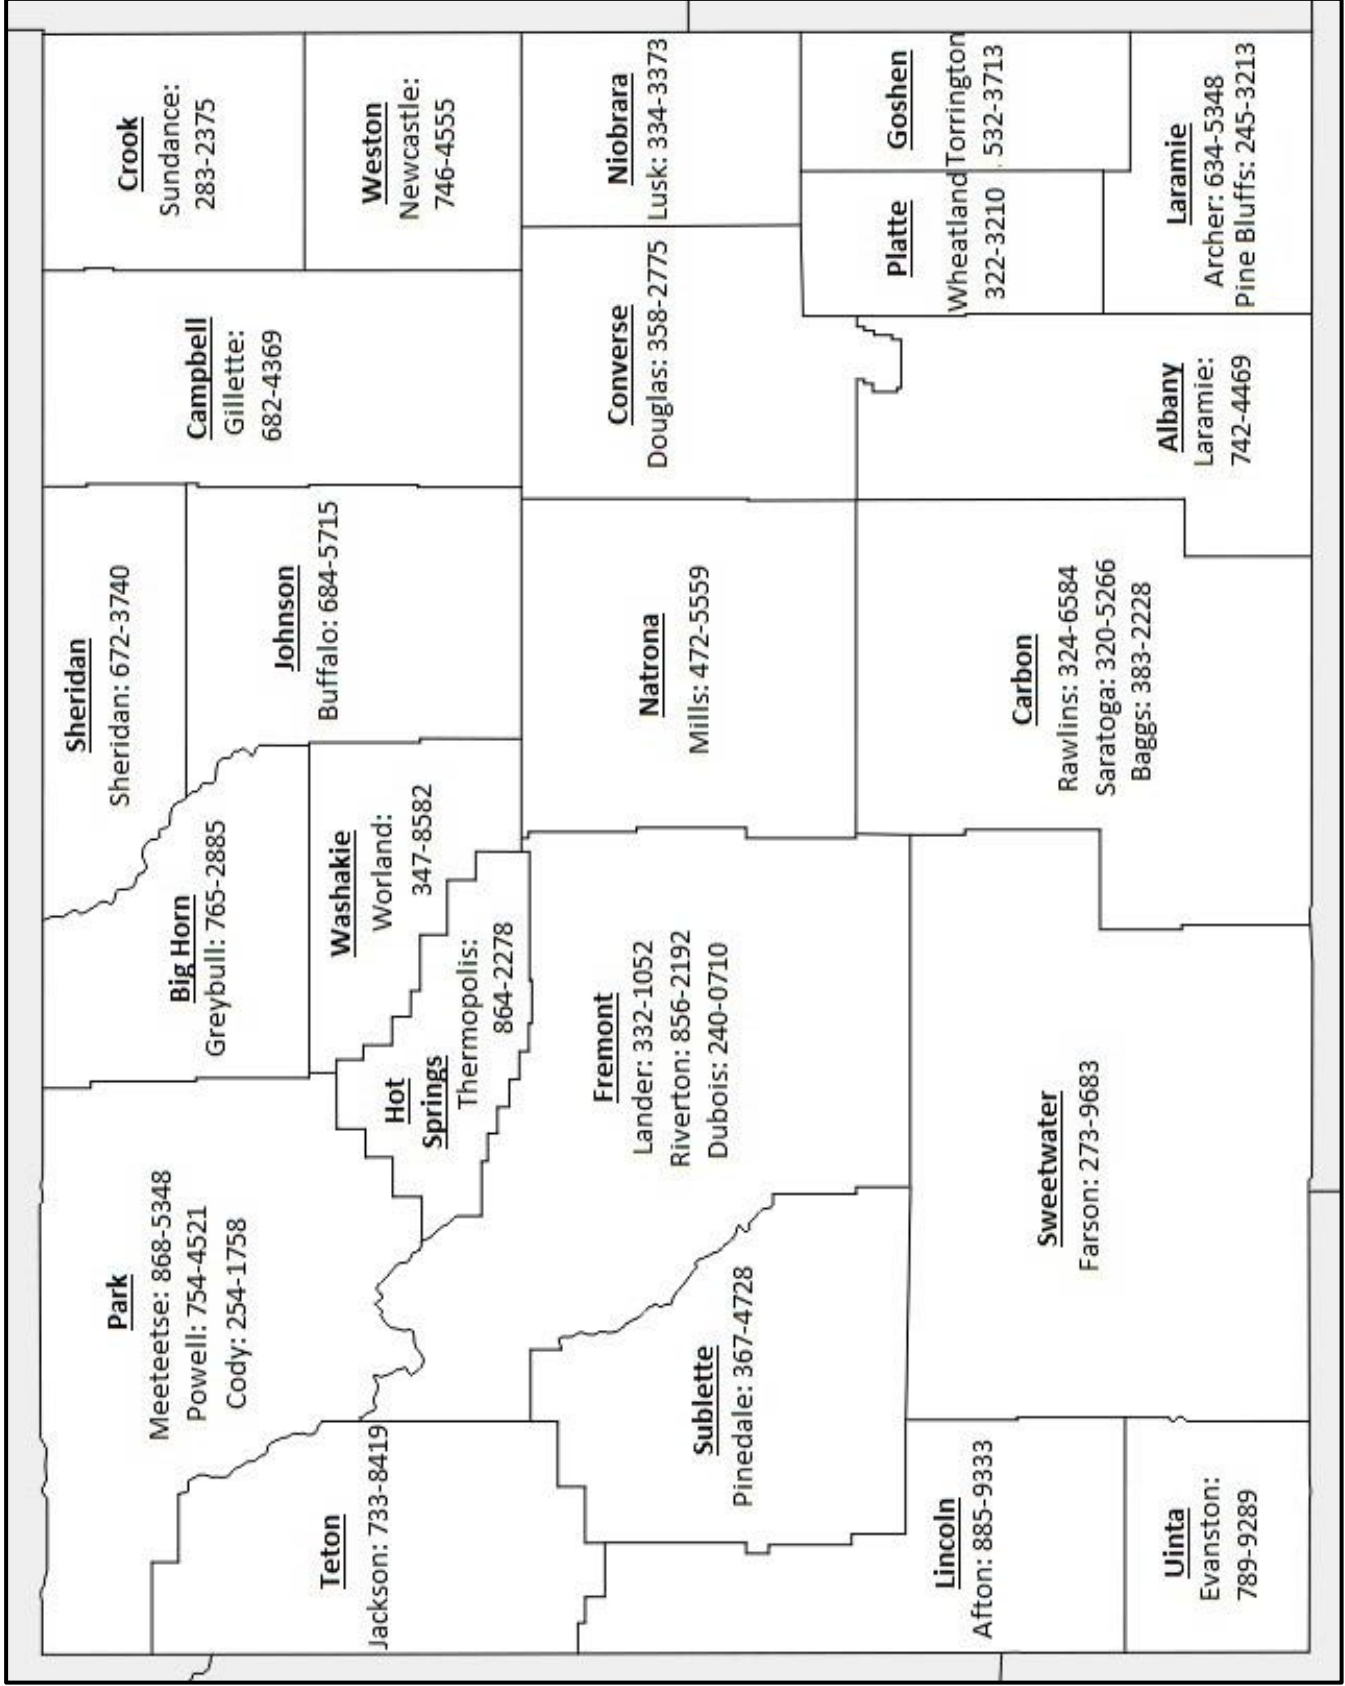 Park
Meeteetse: 868-5348
Powell: 754-4521
Cody: 254-1758
Teton
Jackson: 733-8419
Big Horn
Greybull: 765-2885
Sheridan
Sheridan: 672-3740
Johnson
Buffalo: 684-5715
Campbell
Gillette:
682-4369
Crook
Sundance:
283-2375
Weston
Newcastle:
746-4555
Washakie
Worland:
347-8582
Hot
Springs
Thermopolis:
864-2278
Fremont
Lander: 332-1052
Riverton: 856-2192
Dubois: 240-0710
Natrona
Mills: 472-5559
Converse
Douglas: 358-2775
Niobrara
Lusk: 334-3373
Sublette
Pinedale: 367-4728
Lincoln
Afton: 885-9333
Uinta
Evanston:
789-9289
Sweetwater
Farson: 273-9683
Carbon
Rawlins: 324-6584
Saratoga: 320-5266
Baggs: 383-2228
Albany
Laramie:
742-4469
Platte
Wheatland
322-3210
Goshen
Torrington
532-3713
Laramie
Archer: 634-5348
Pine Bluffs: 245-3213